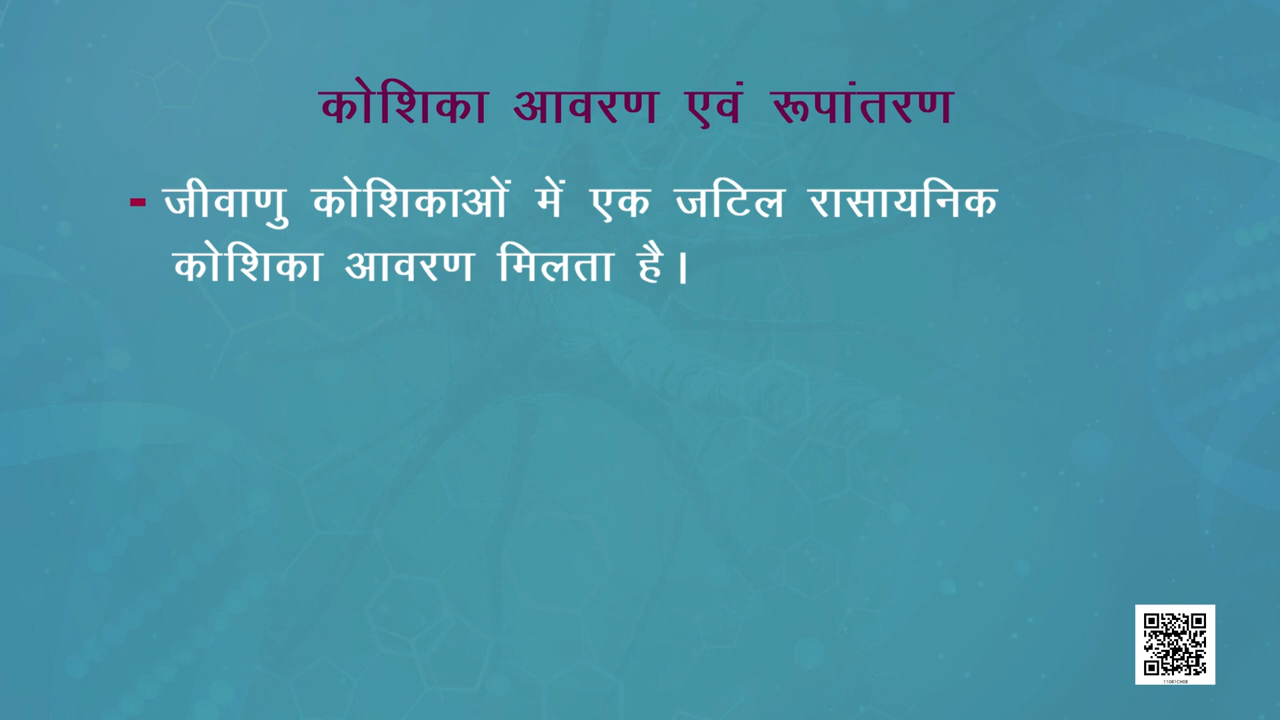 कोशिका आवरण एवं रूपांतरण
- जीवाणु कोशिकाओं में एक जटिल रासायनिक
कोशिका आवरण मिलता है।